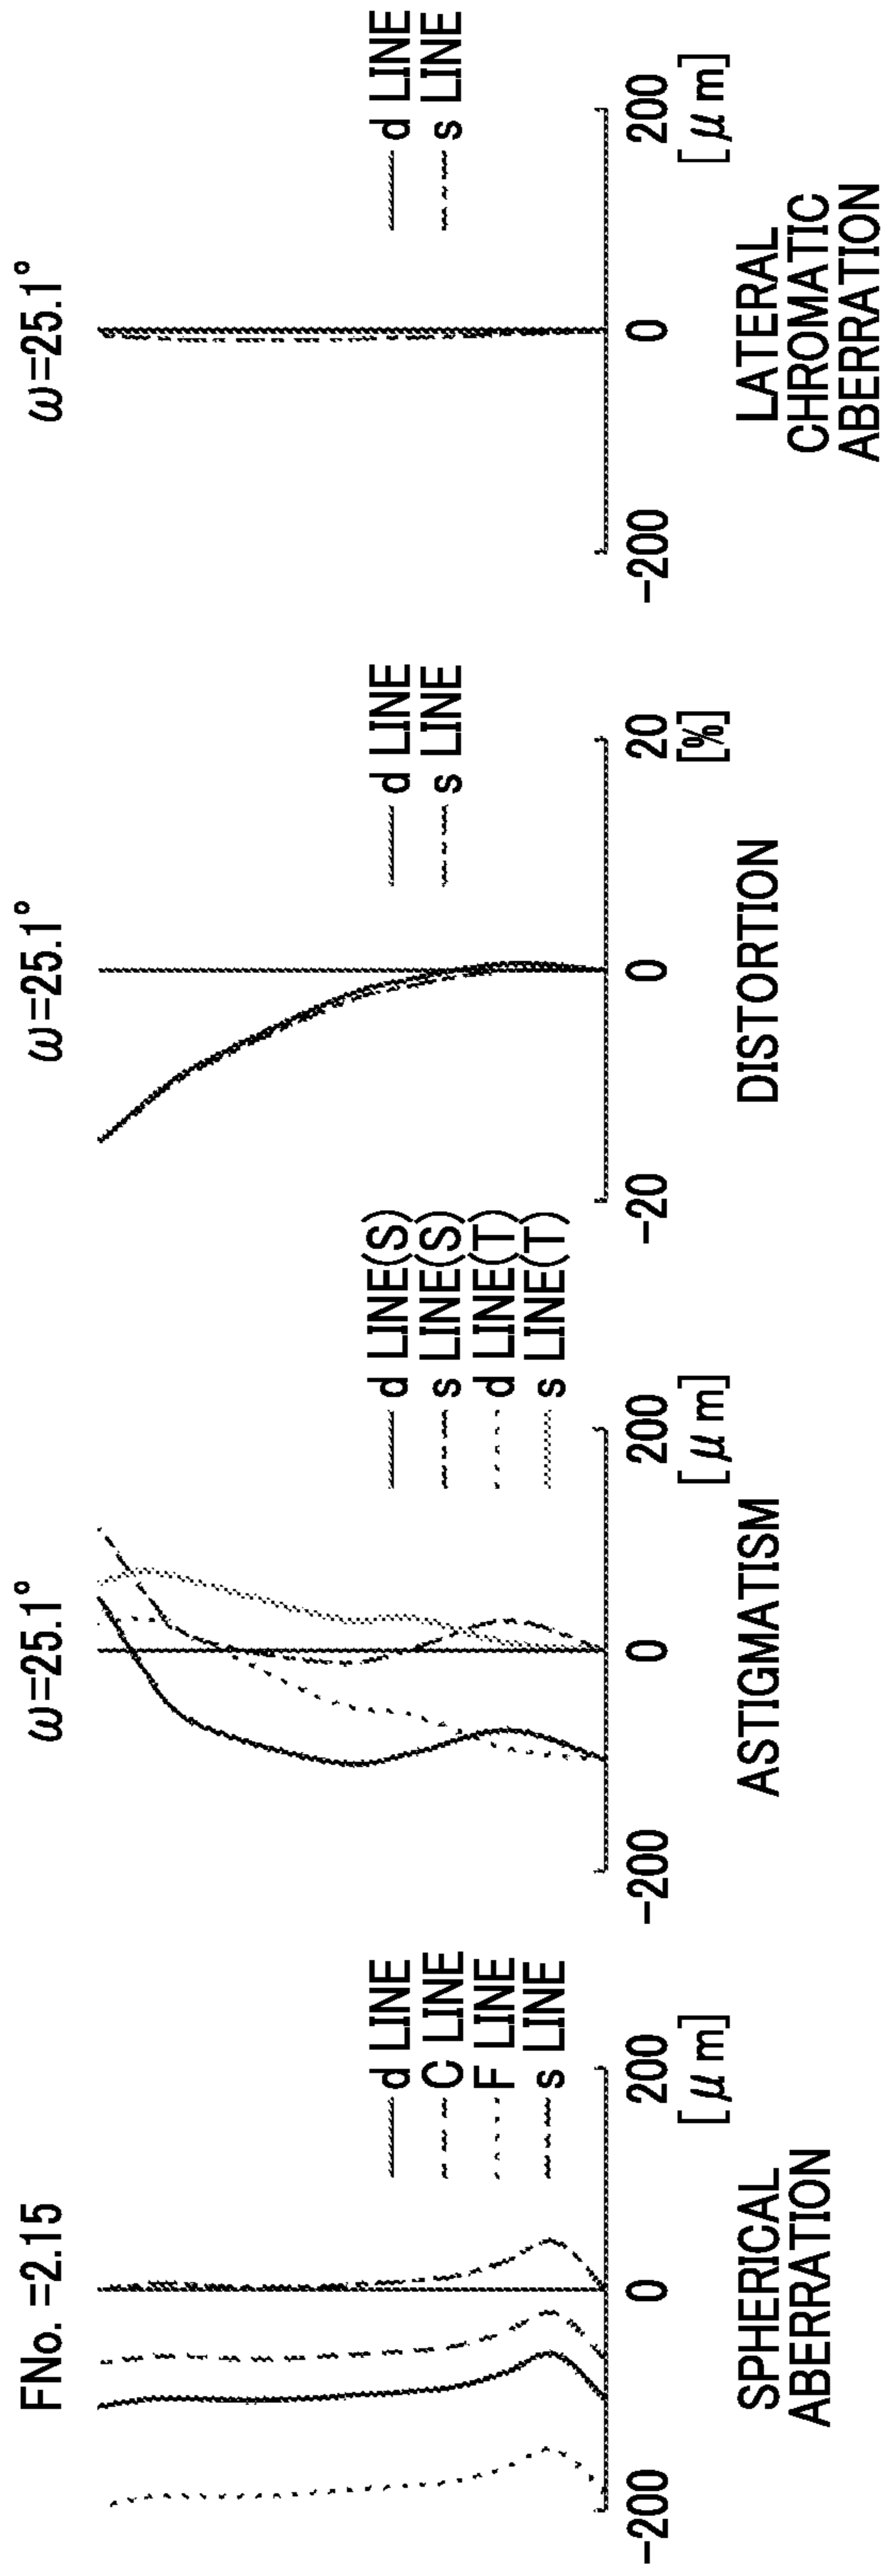 FNo. =2.15
d LINE
C LINE
F LINE
s LINE
-200
0
200
[μm]
SPHERICAL
ABERRATION
ω=25.1°
d LINE(S)
s LINE(S)
d LINE(T)
s LINE(T)
-200
0
200
[μm]
ASTIGMATISM
ω=25.1°
d LINE
s LINE
-20
0
20
[%]
DISTORTION
ω=25.1°
d LINE
s LINE
-200
0
200
[μm]
LATERAL
CHROMATIC
ABERRATION